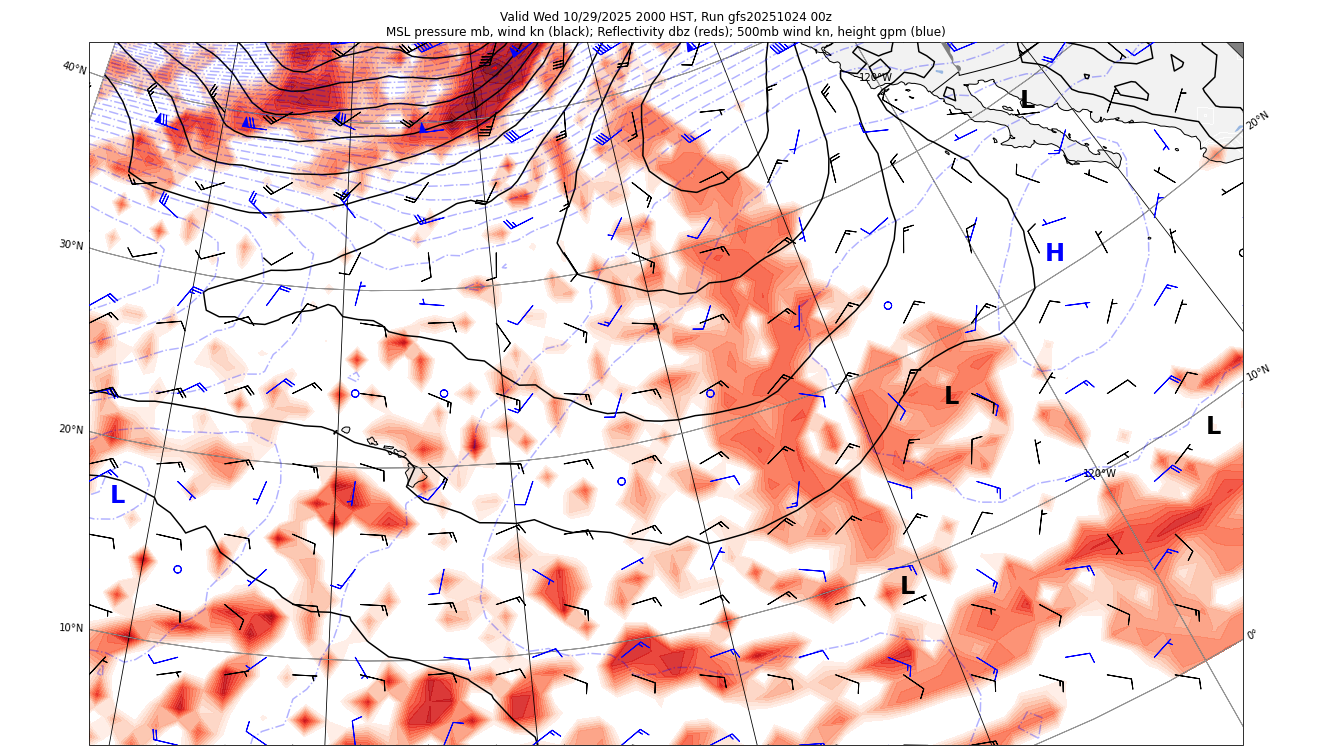 Valid Wed 10/29/2025 2000 HST, Run gfs20251024 00z
MSL pressure mb, wind kn (black); Reflectivity dbz (reds); 500mb wind kn, height gpm (blue)
40°N
120°W
L
20°N
30°N
H
10°N
L
20°N
L
120°W
L
L
10°N
0°